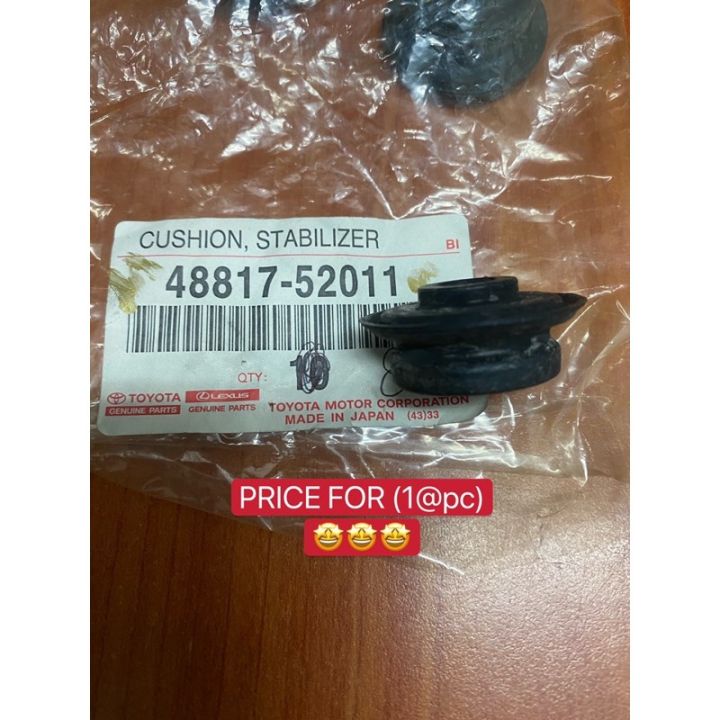 CUSHION, STABILIZER
BI
48817-52011
QTY: 10
TOYOTA
GENUINE PARTS
LEXUS
GENUINE PARTS
TOYOTA MOTOR CORPORATION
MADE IN JAPAN (43)33
PRICE FOR (1@pc)
🤩🤩🤩